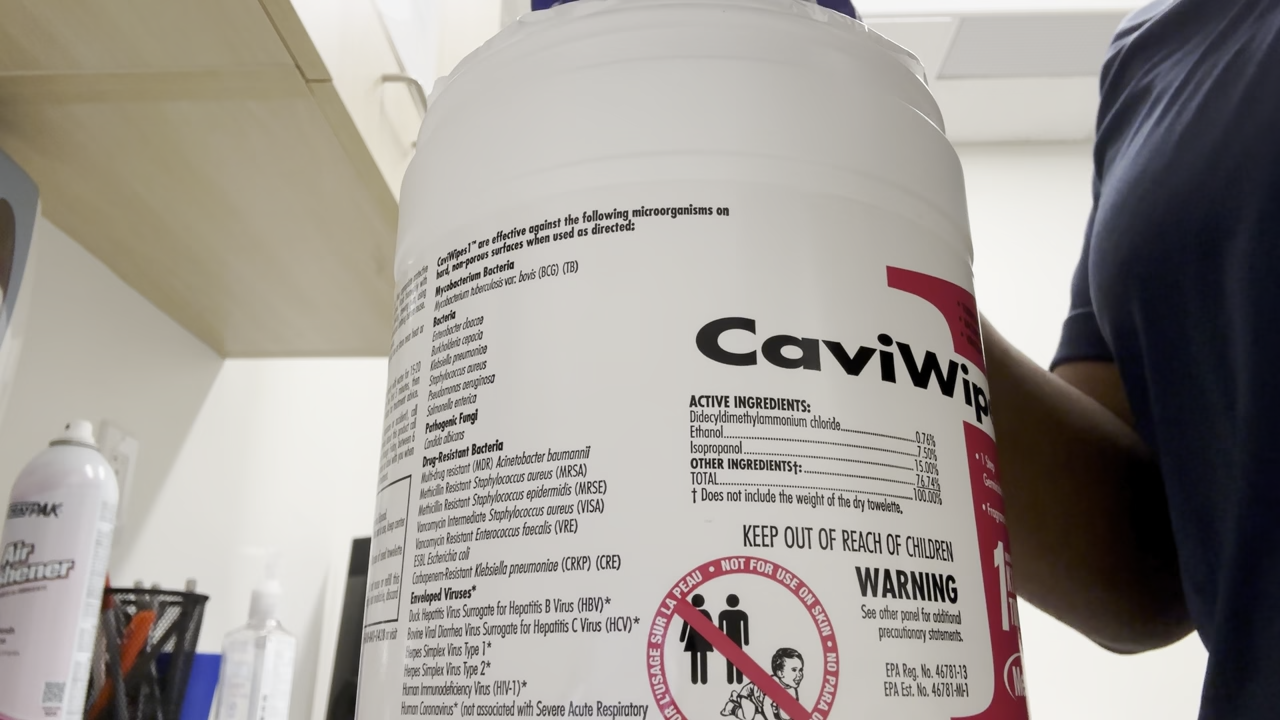 CaviWipes1™ are effective against the following microorganisms on
hard, non-porous surfaces when used as directed:
Mycobacterium Bacteria
Mycobacterium tuberculosis var: bovis (BCG) (TB)
Bacteria
Enterobacter cloacae
Burkholderia cepacia
Klebsiella pneumoniae
Staphylococcus aureus
Pseudomonas aeruginosa
Salmonella enterica
Pathogenic Fungi
Candida albicans
Drug-Resistant Bacteria
Multi-drug resistant (MDR) Acinetobacter baumannii
Methicillin Resistant Staphylococcus aureus (MRSA)
Methicillin Resistant Staphylococcus epidermidis (MRSE)
Vancomycin Intermediate Staphylococcus aureus (VISA)
Vancomycin Resistant Enterococcus faecalis (VRE)
ESBL Escherichia coli
Carbapenem-Resistant Klebsiella pneumoniae (CRKP) (CRE)
Enveloped Viruses*
Duck Hepatitis Virus Surrogate for Hepatitis B Virus (HBV)*
Bovine Viral Diarrhea Virus Surrogate for Hepatitis C Virus (HCV)*
Herpes Simplex Virus Type 1*
Herpes Simplex Virus Type 2*
Human Immunodeficiency Virus (HIV-1)*
Human Coronavirus* (not associated with Severe Acute Respiratory
CaviWip
ACTIVE INGREDIENTS:
Didecyldimethylammonium chloride 0.76%
Ethanol 7.50%
Isopropanol 15.00%
OTHER INGREDIENTS†: 76.74%
TOTAL 100.00%
† Does not include the weight of the dry towelette.
KEEP OUT OF REACH OF CHILDREN
WARNING
See other panel for additional
precautionary statements.
EPA Reg. No. 46781-13
EPA Est. No. 46781-MI-1
UR L'USAGE SUR LA PEAU • NOT FOR USE ON SKIN • NO PARA
1
Air